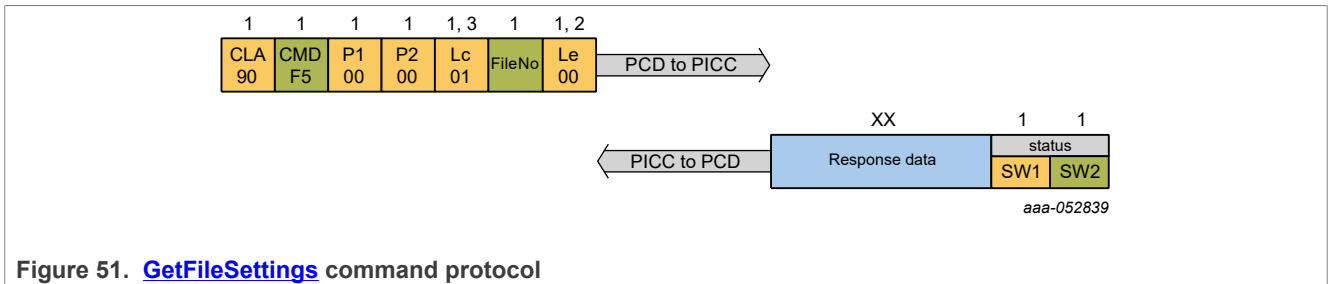 1 1 1 1 1, 3 1 1, 2
CLA CMD P1 P2 Lc FileNo Le
90 F5 00 00 01 00
PCD to PICC
XX 1 1
PICC to PCD
Response data
status
SW1 SW2
aaa-052839
Figure 51. GetFileSettings command protocol